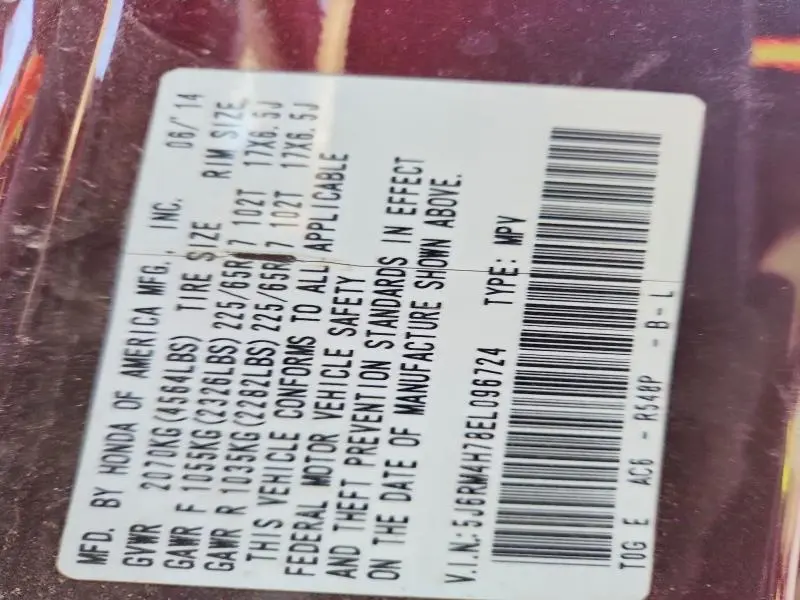 MFD. BY HONDA OF AMERICA MFG., INC. 06/'14
GVWR 2070KG(4564LBS) TIRE SIZE RIM SIZE
GAWR F 1055KG(2326LBS) 225/65R17 102T 17X6.5J
GAWR R 1035KG(2282LBS) 225/65R17 102T 17X6.5J
THIS VEHICLE CONFORMS TO ALL APPLICABLE
FEDERAL MOTOR VEHICLE SAFETY
AND THEFT PREVENTION STANDARDS IN EFFECT
ON THE DATE OF MANUFACTURE SHOWN ABOVE.
V.I.N.:5J6RM4H78EL096724 TYPE: MPV
TOG E AC6 - R548P - B - L